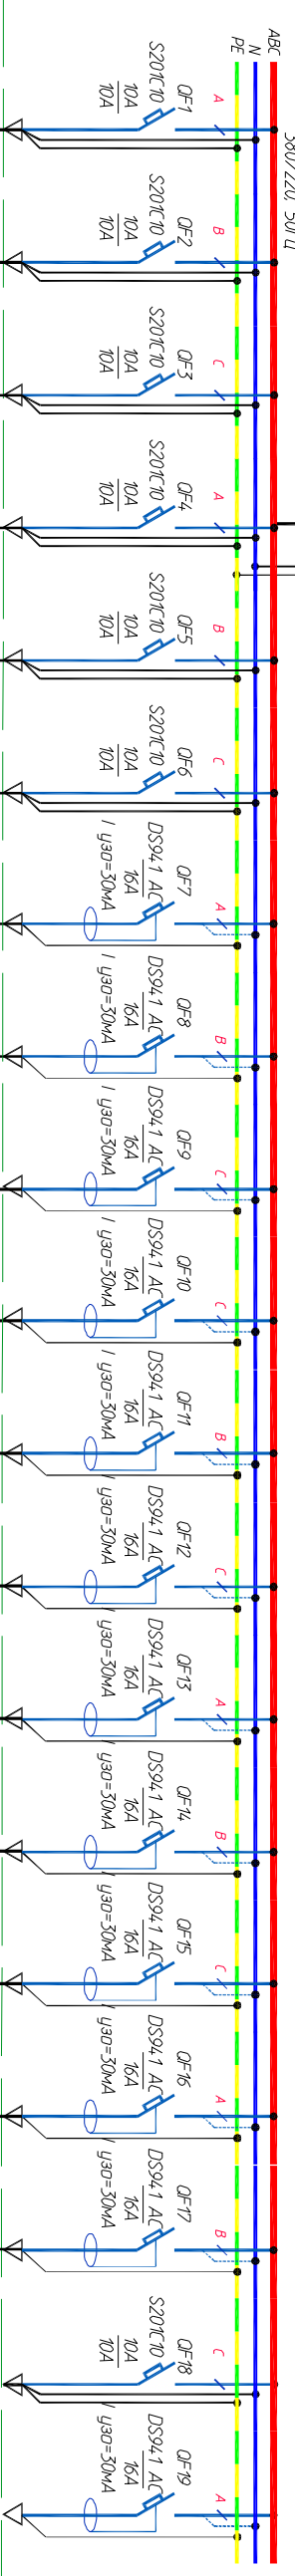 380/220, 50Гц
ABC
N
PE
A
QF1
S201C10
10A
10A
B
QF2
S201C10
10A
10A
C
QF3
S201C10
10A
10A
A
QF4
S201C10
10A
10A
B
QF5
S201C10
10A
10A
C
QF6
S201C10
10A
10A
A
QF7
DS941 AC
16A
I узо=30МА
B
QF8
DS941 AC
16A
I узо=30МА
C
QF9
DS941 AC
16A
I узо=30МА
C
QF10
DS941 AC
16A
I узо=30МА
B
QF11
DS941 AC
16A
I узо=30МА
C
QF12
DS941 AC
16A
I узо=30МА
A
QF13
DS941 AC
16A
I узо=30МА
B
QF14
DS941 AC
16A
I узо=30МА
C
QF15
DS941 AC
16A
I узо=30МА
A
QF16
DS941 AC
16A
I узо=30МА
B
QF17
DS941 AC
16A
I узо=30МА
C
QF18
S201C10
10A
10A
A
QF19
DS941 AC
16A
I узо=30МА